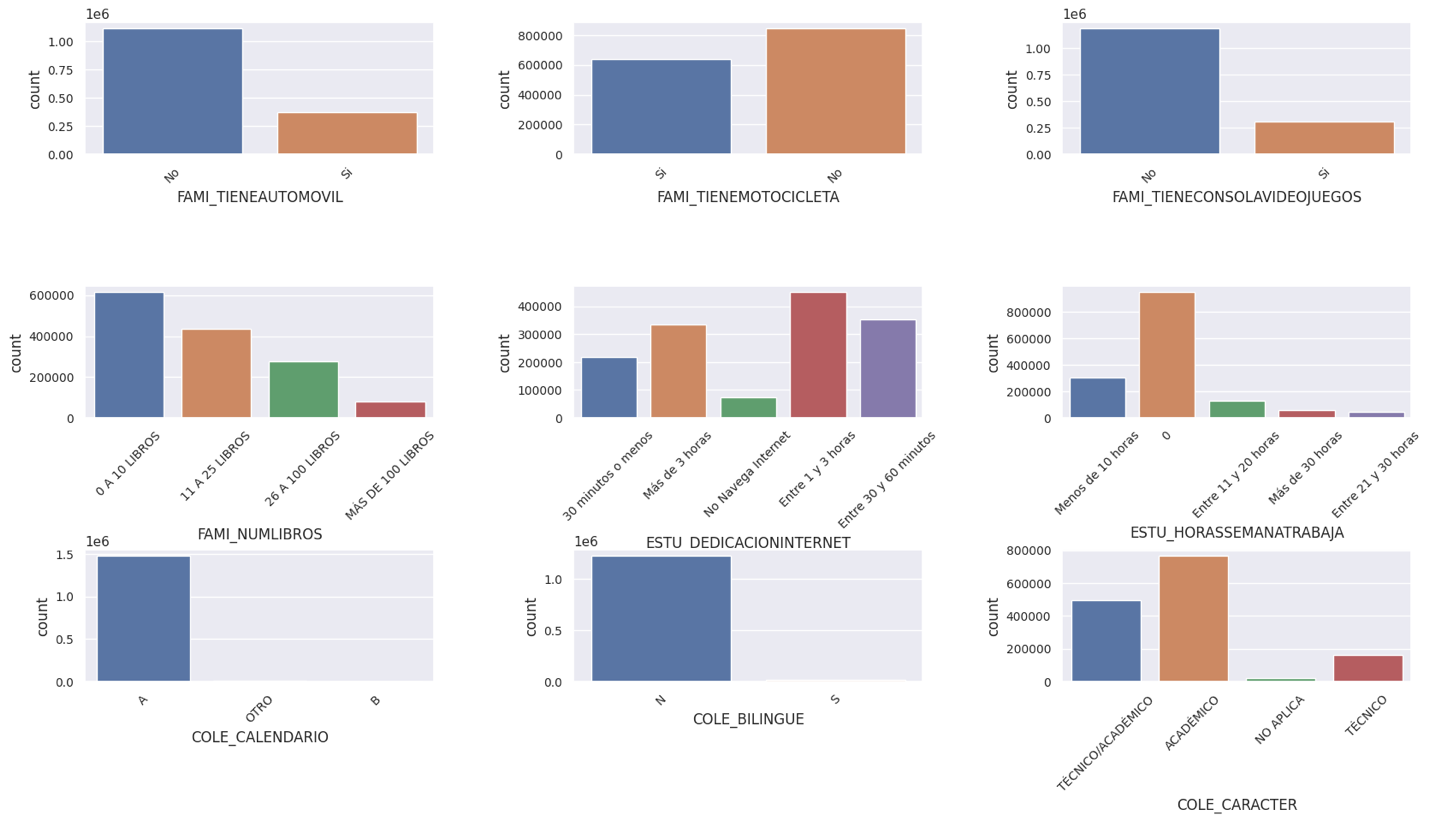 1e6
1.00
0.75
0.50
0.25
0.00
count
No
Si
FAMI_TIENEAUTOMOVIL
800000
600000
400000
200000
0
count
Si
No
FAMI_TIENEMOTOCICLETA
1e6
1.00
0.75
0.50
0.25
0.00
count
No
Si
FAMI_TIENECONSOLAVIDEOJUEGOS
600000
400000
200000
0
count
0 A 10 LIBROS
11 A 25 LIBROS
26 A 100 LIBROS
MÁS DE 100 LIBROS
FAMI_NUMLIBROS
400000
300000
200000
100000
0
count
30 minutos o menos
Más de 3 horas
No Navega Internet
Entre 1 y 3 horas
Entre 30 y 60 minutos
ESTU_DEDICACIONINTERNET
800000
600000
400000
200000
0
count
Menos de 10 horas
0
Entre 11 y 20 horas
Más de 30 horas
Entre 21 y 30 horas
ESTU_HORASSEMANATRABAJA
1e6
1.5
1.0
0.5
0.0
count
A
OTRO
B
COLE_CALENDARIO
1e6
1.0
0.5
0.0
count
N
S
COLE_BILINGUE
800000
600000
400000
200000
0
count
TÉCNICO/ACADÉMICO
ACADÉMICO
NO APLICA
TÉCNICO
COLE_CARACTER